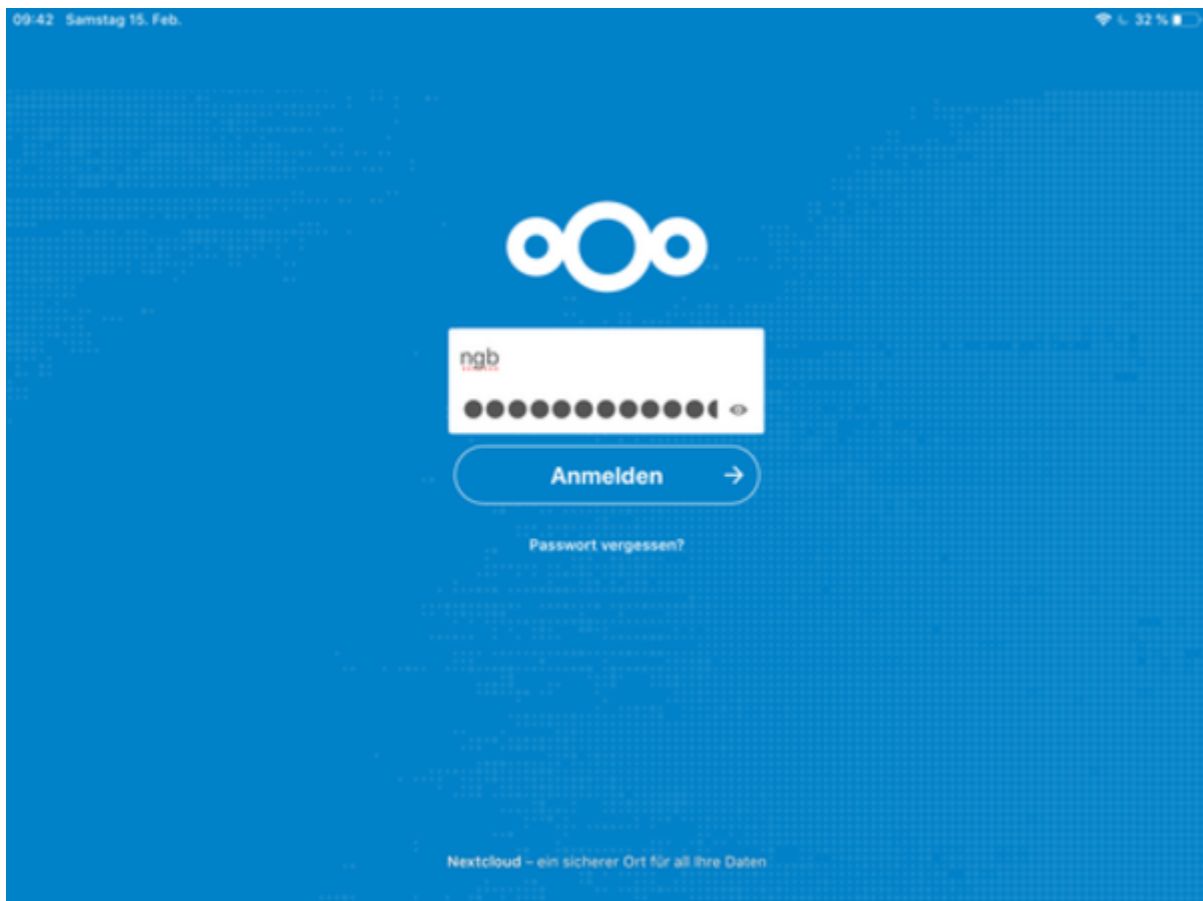 09:42 Samstag 15. Feb. 32 %
ngb
Anmelden
Passwort vergessen?
Nextcloud – ein sicherer Ort für all Ihre Daten